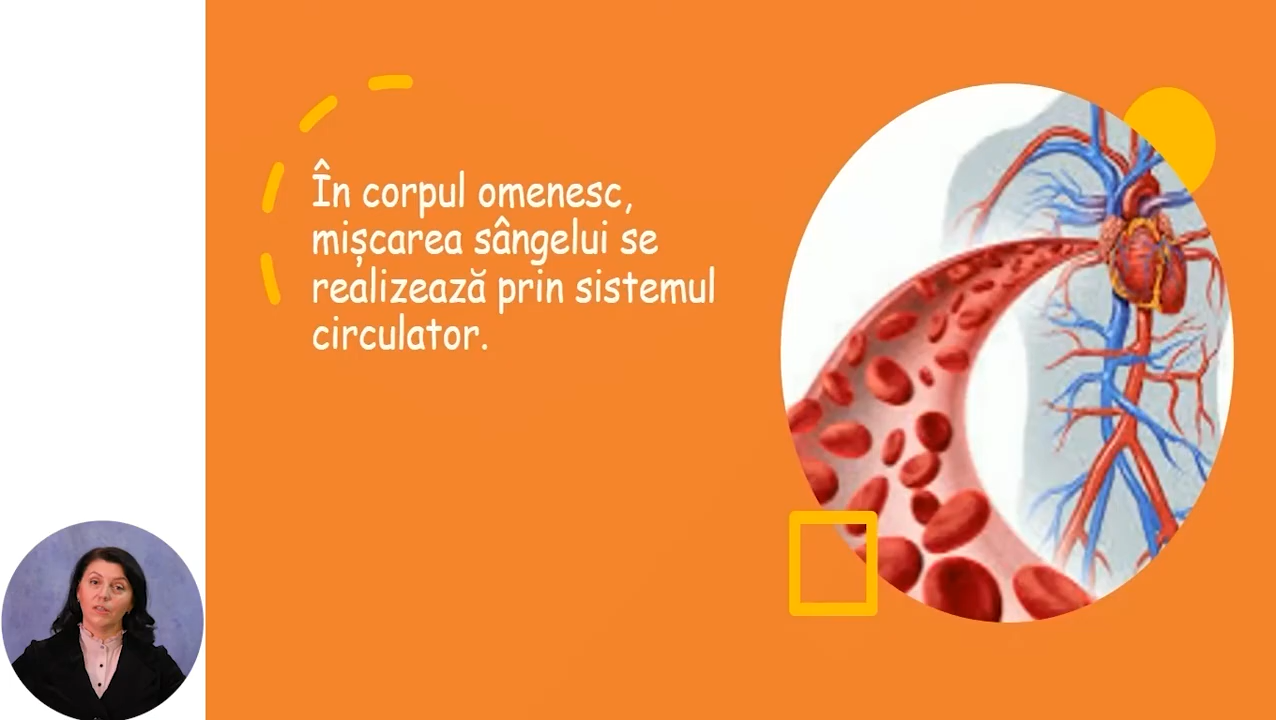 În corpul omenesc,
mișcarea sângelui se
realizează prin sistemul
circulator.